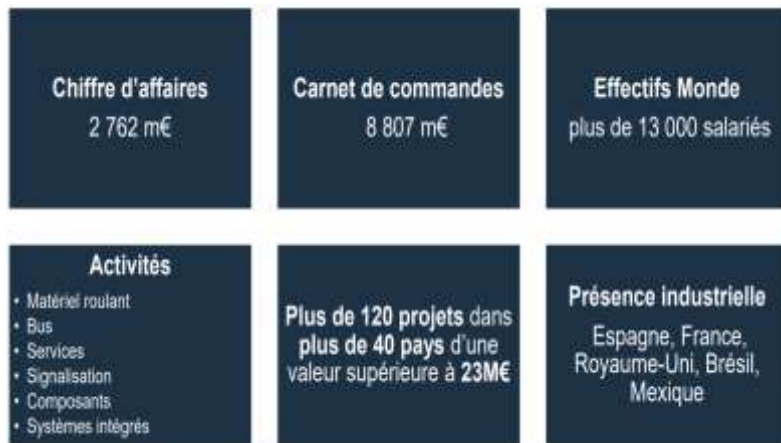 Chiffre d'affaires
2 762 m€
Carnet de commandes
8 807 m€
Effectifs Monde
plus de 13 000 salariés
Activités
• Matériel roulant
• Bus
• Services
• Signalisation
• Composants
• Systèmes intégrés
Plus de 120 projets dans
plus de 40 pays d'une
valeur supérieure à 23M€
Présence industrielle
Espagne, France,
Royaume-Uni, Brésil,
Mexique